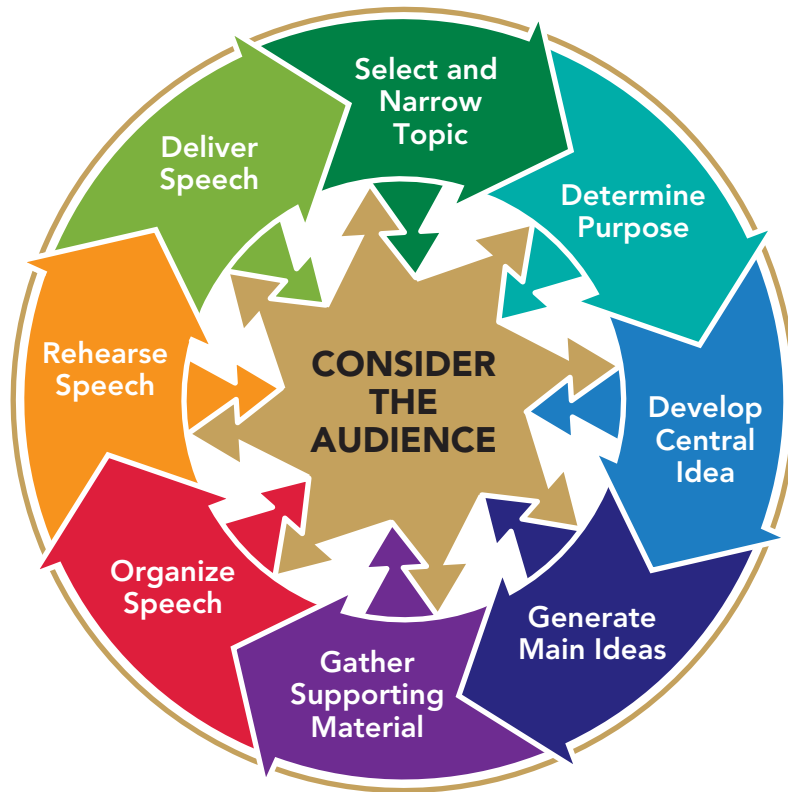 Select and
Narrow
Topic
Determine
Purpose
Develop
Central
Idea
Generate
Main Ideas
Gather
Supporting
Material
Organize
Speech
Rehearse
Speech
Deliver
Speech
CONSIDER
THE
AUDIENCE